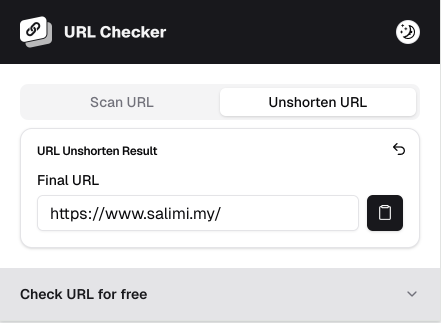 URL Checker
Scan URL
Unshorten URL
URL Unshorten Result
Final URL
https://www.salimi.my/
Check URL for free